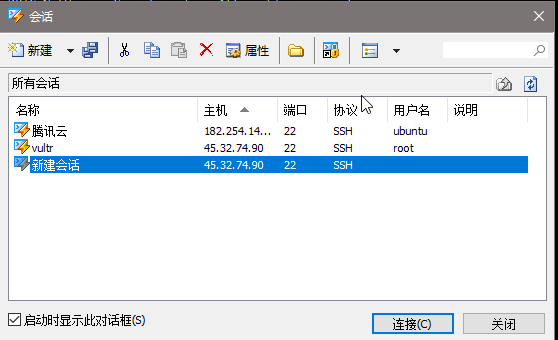 会话
新建 属性
所有会话
名称 主机 端口 协议 用户名 说明
腾讯云 182.254.14... 22 SSH ubuntu
vultr 45.32.74.90 22 SSH root
新建会话 45.32.74.90 22 SSH
启动时显示此对话框(S)
连接(C) 关闭